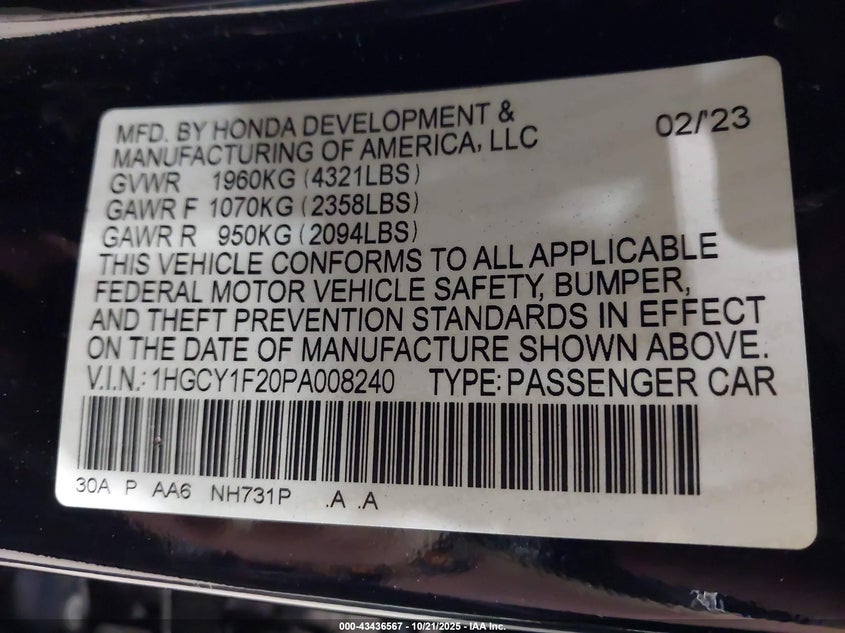 MFD. BY HONDA DEVELOPMENT & 02/'23
MANUFACTURING OF AMERICA, LLC
GVWR 1960KG (4321LBS)
GAWR F 1070KG (2358LBS)
GAWR R 950KG (2094LBS)
THIS VEHICLE CONFORMS TO ALL APPLICABLE
FEDERAL MOTOR VEHICLE SAFETY, BUMPER,
AND THEFT PREVENTION STANDARDS IN EFFECT
ON THE DATE OF MANUFACTURE SHOWN ABOVE.
V.I.N.: 1HGCY1F20PA008240 TYPE: PASSENGER CAR
30A P AA6 NH731P .A .A
000-43436567 - 10/21/2025 - IAA Inc.